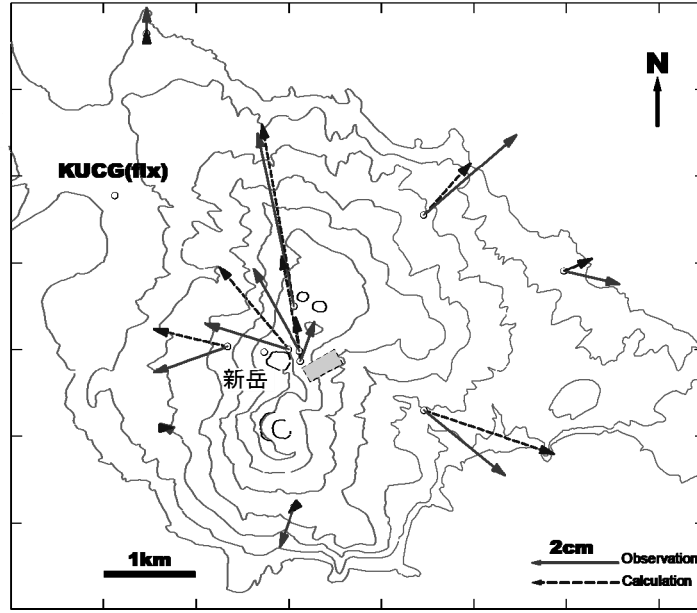 N
KUCG(fix)
新岳
1km
2cm
Observation
Calculation